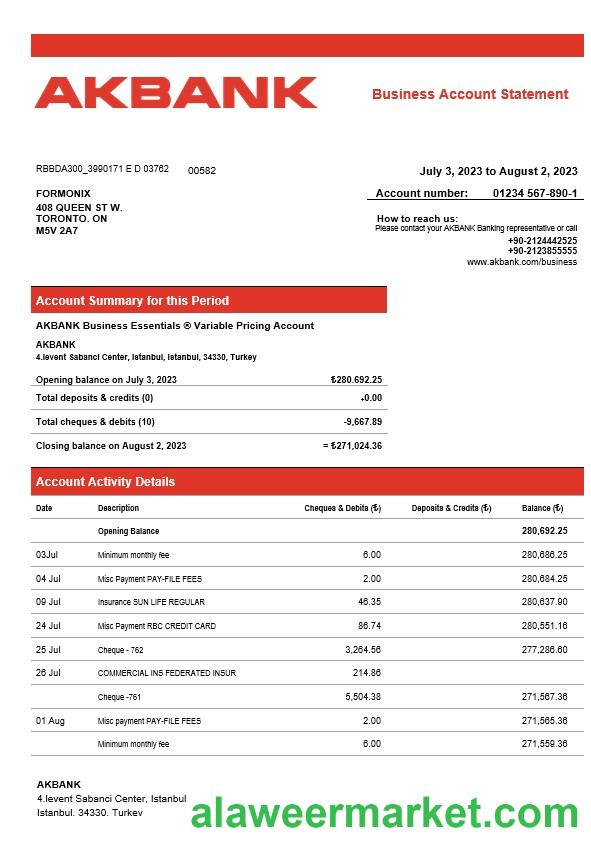 AKBANK
Business Account Statement
RBBDA300_3990171 E D 03762 00582
July 3, 2023 to August 2, 2023
FORMONIX
Account number: 01234 567-890-1
408 QUEEN ST W.
TORONTO. ON
M5V 2A7
How to reach us:
Please contact your AKBANK Banking representative or call
+90-2124442525
+90-2123855555
www.akbank.com/business
Account Summary for this Period
AKBANK Business Essentials ® Variable Pricing Account
AKBANK
4.levent Sabanci Center, Istanbul, Istanbul, 34330, Turkey
Opening balance on July 3, 2023 ₺280.692.25
Total deposits & credits (0) +0.00
Total cheques & debits (10) -9,667.89
Closing balance on August 2, 2023 = ₺271,024.36
Account Activity Details
Date Description Cheques & Debits (₺) Deposits & Credits (₺) Balance (₺)
Opening Balance 280,692.25
03Jul Minimum monthly fee 6.00 280,686.25
04 Jul Misc Payment PAY-FILE FEES 2.00 280,684.25
09 Jul Insurance SUN LIFE REGULAR 46.35 280,637.90
24 Jul Misc Payment RBC CREDIT CARD 86.74 280,551.16
25 Jul Cheque - 762 3,264.56 277,286.60
26 Jul COMMERCIAL INS FEDERATED INSUR 214.86
Cheque -761 5,504.38 271,567.36
01 Aug Misc payment PAY-FILE FEES 2.00 271,565.36
Minimum monthly fee 6.00 271,559.36
AKBANK
4.levent Sabanci Center, Istanbul
Istanbul. 34330. Turkey
alaweermarket.com